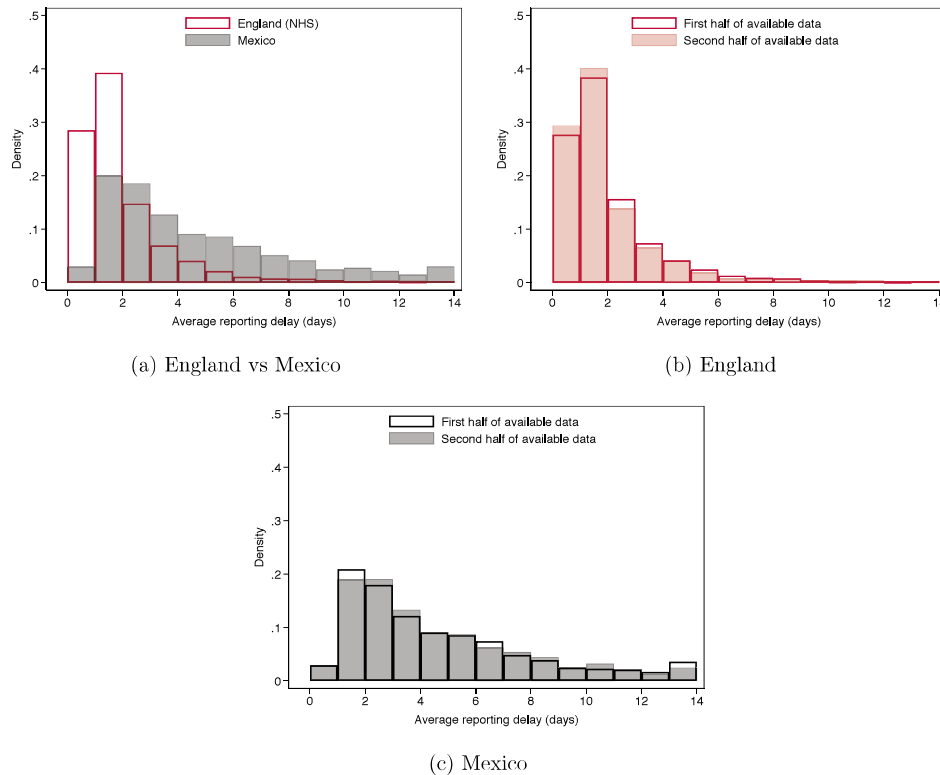 .5
.4
.3
.2
.1
0
Density
England (NHS)
Mexico
0 2 4 6 8 10 12 14
Average reporting delay (days)
(a) England vs Mexico
.5
.4
.3
.2
.1
0
Density
First half of available data
Second half of available data
0 2 4 6 8 10 12 14
Average reporting delay (days)
(b) England
.5
.4
.3
.2
.1
0
Density
First half of available data
Second half of available data
0 2 4 6 8 10 12 14
Average reporting delay (days)
(c) Mexico